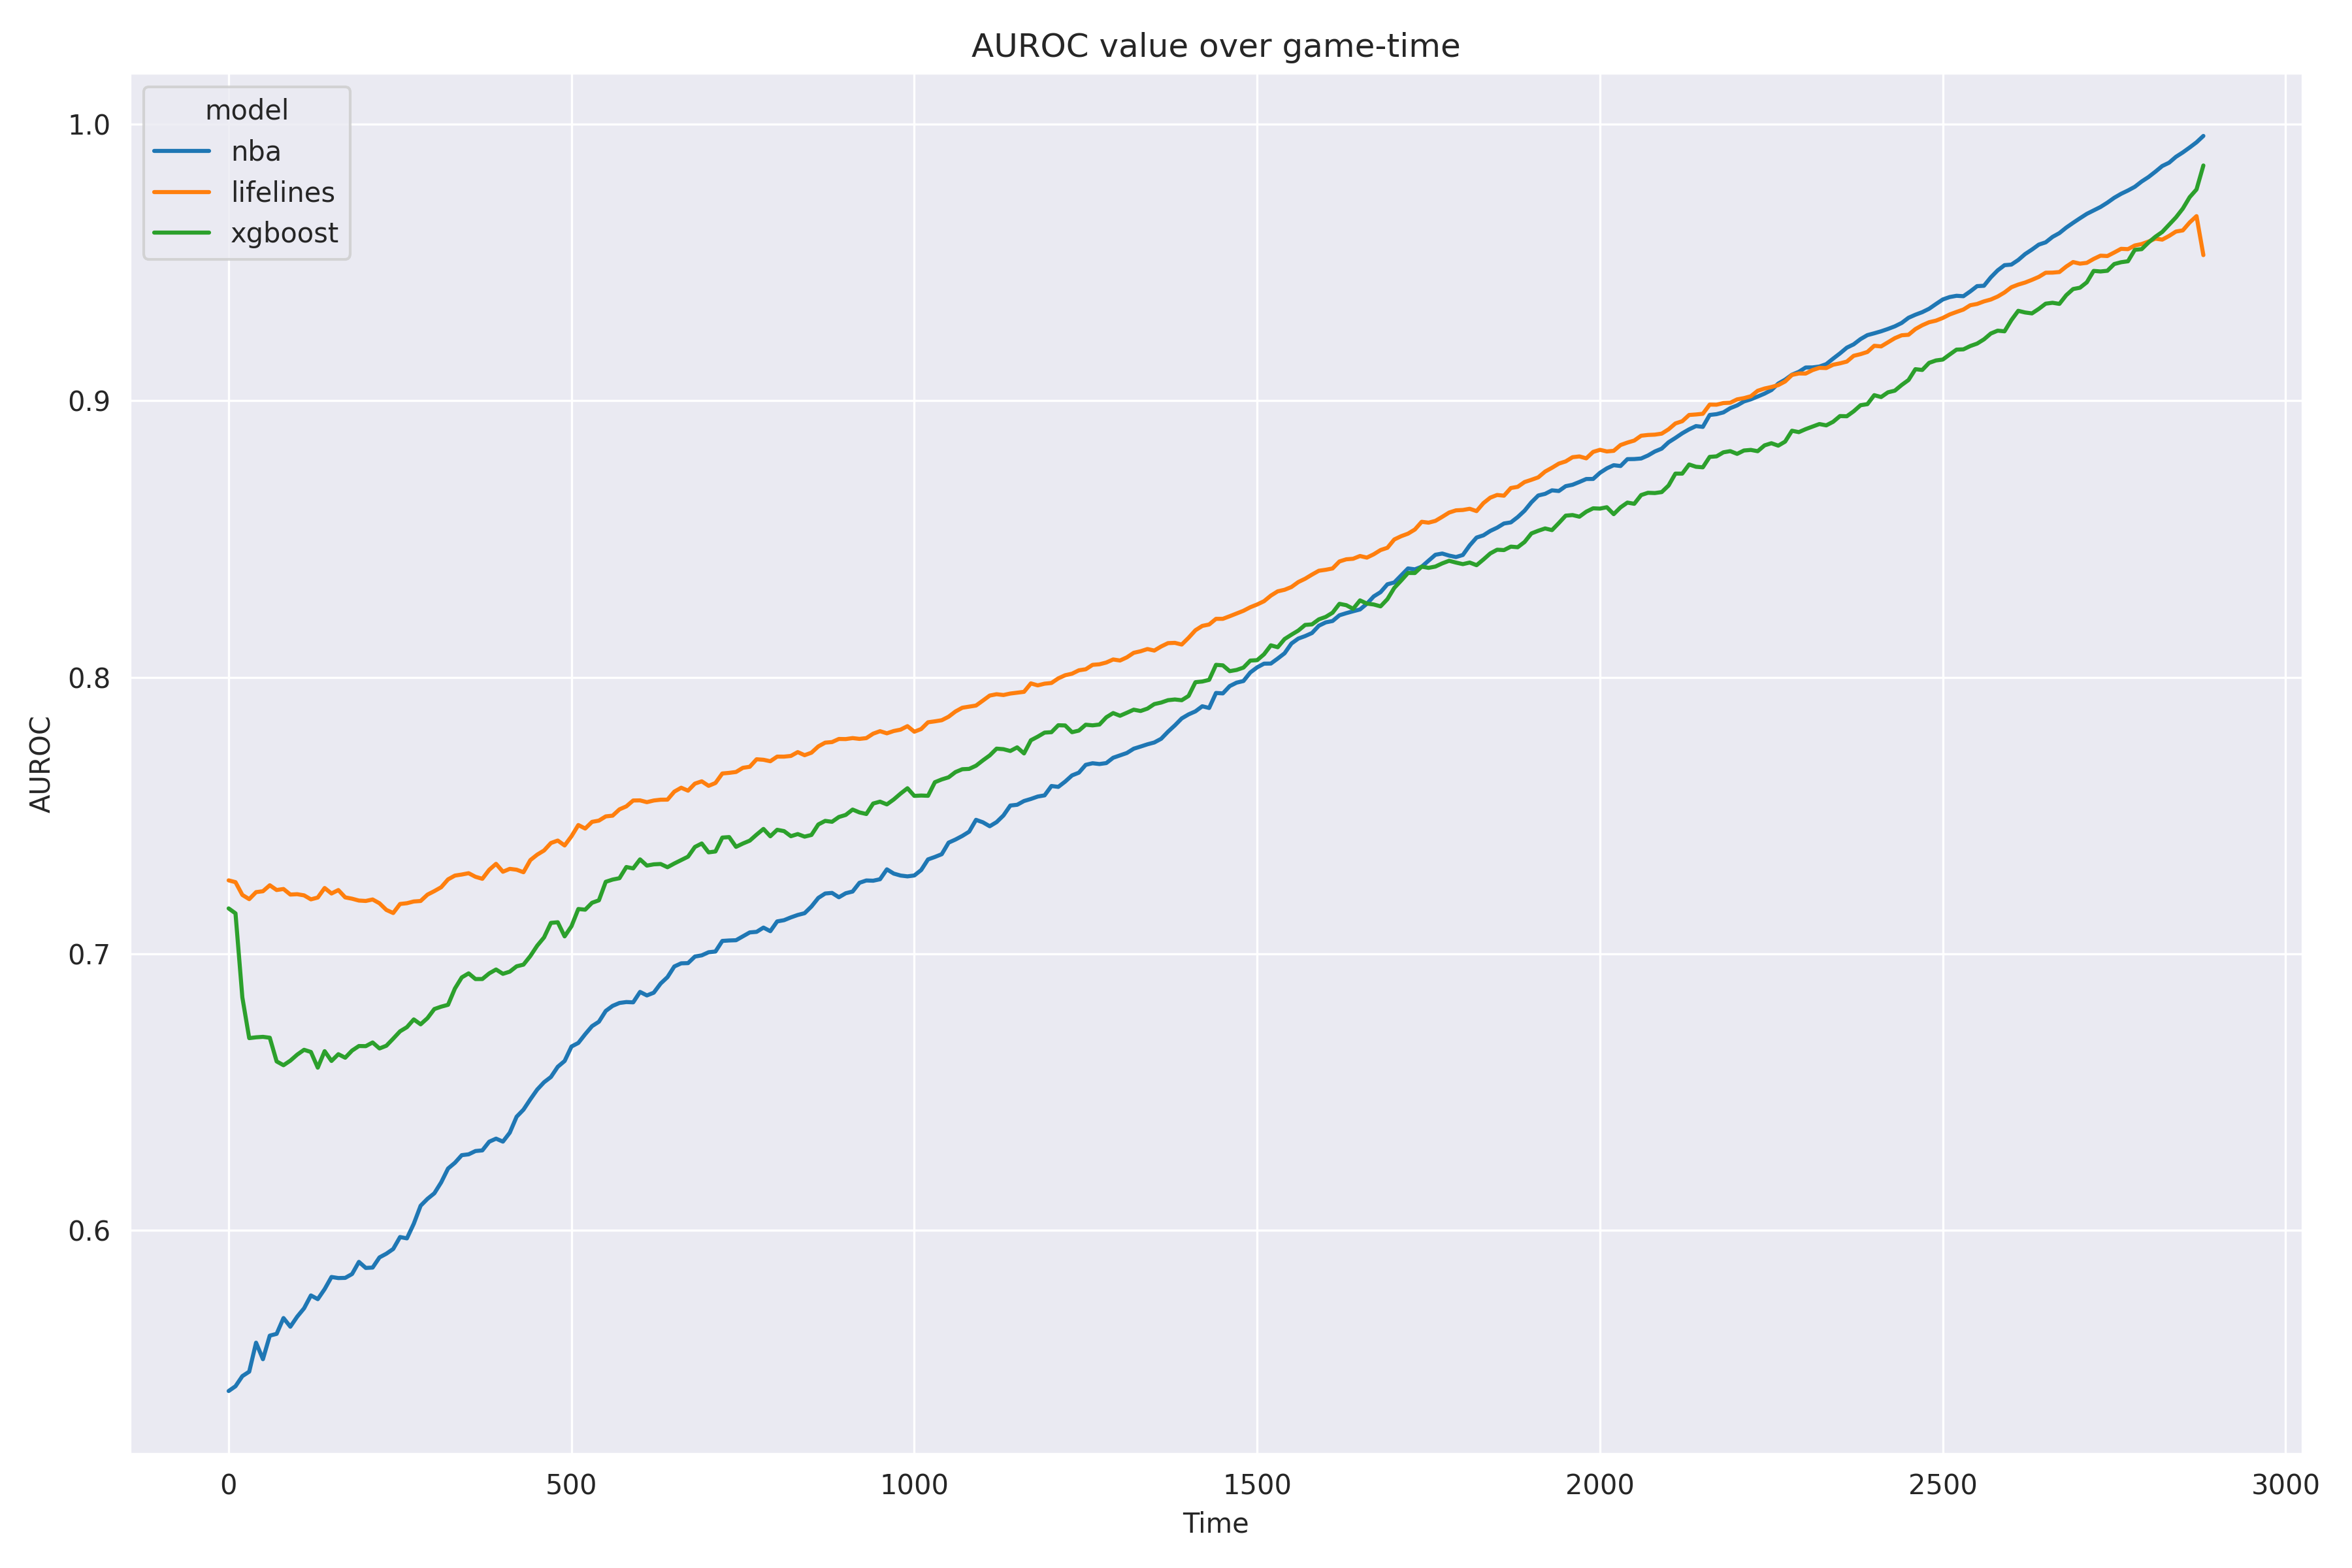 AUROC value over game-time
model
nba
lifelines
xgboost
1.0
0.9
0.8
0.7
0.6
AUROC
0 500 1000 1500 2000 2500 3000
Time